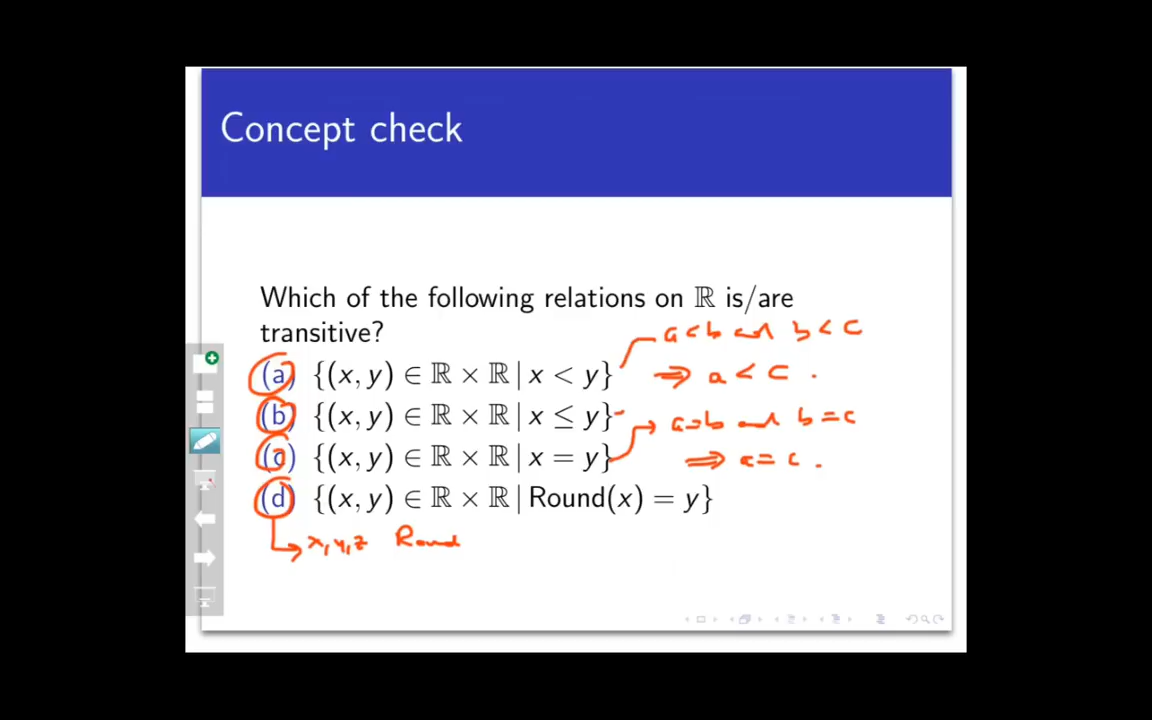 Concept check
Which of the following relations on ℝ is/are
transitive?
a < b and b < c
(a) {(x, y) ∈ ℝ × ℝ | x < y}
⇒ a < c .
(b) {(x, y) ∈ ℝ × ℝ | x ≤ y}
a=b and b = c
(c) {(x, y) ∈ ℝ × ℝ | x = y}
⇒ a = c .
(d) {(x, y) ∈ ℝ × ℝ | Round(x) = y}
x, y, z Round